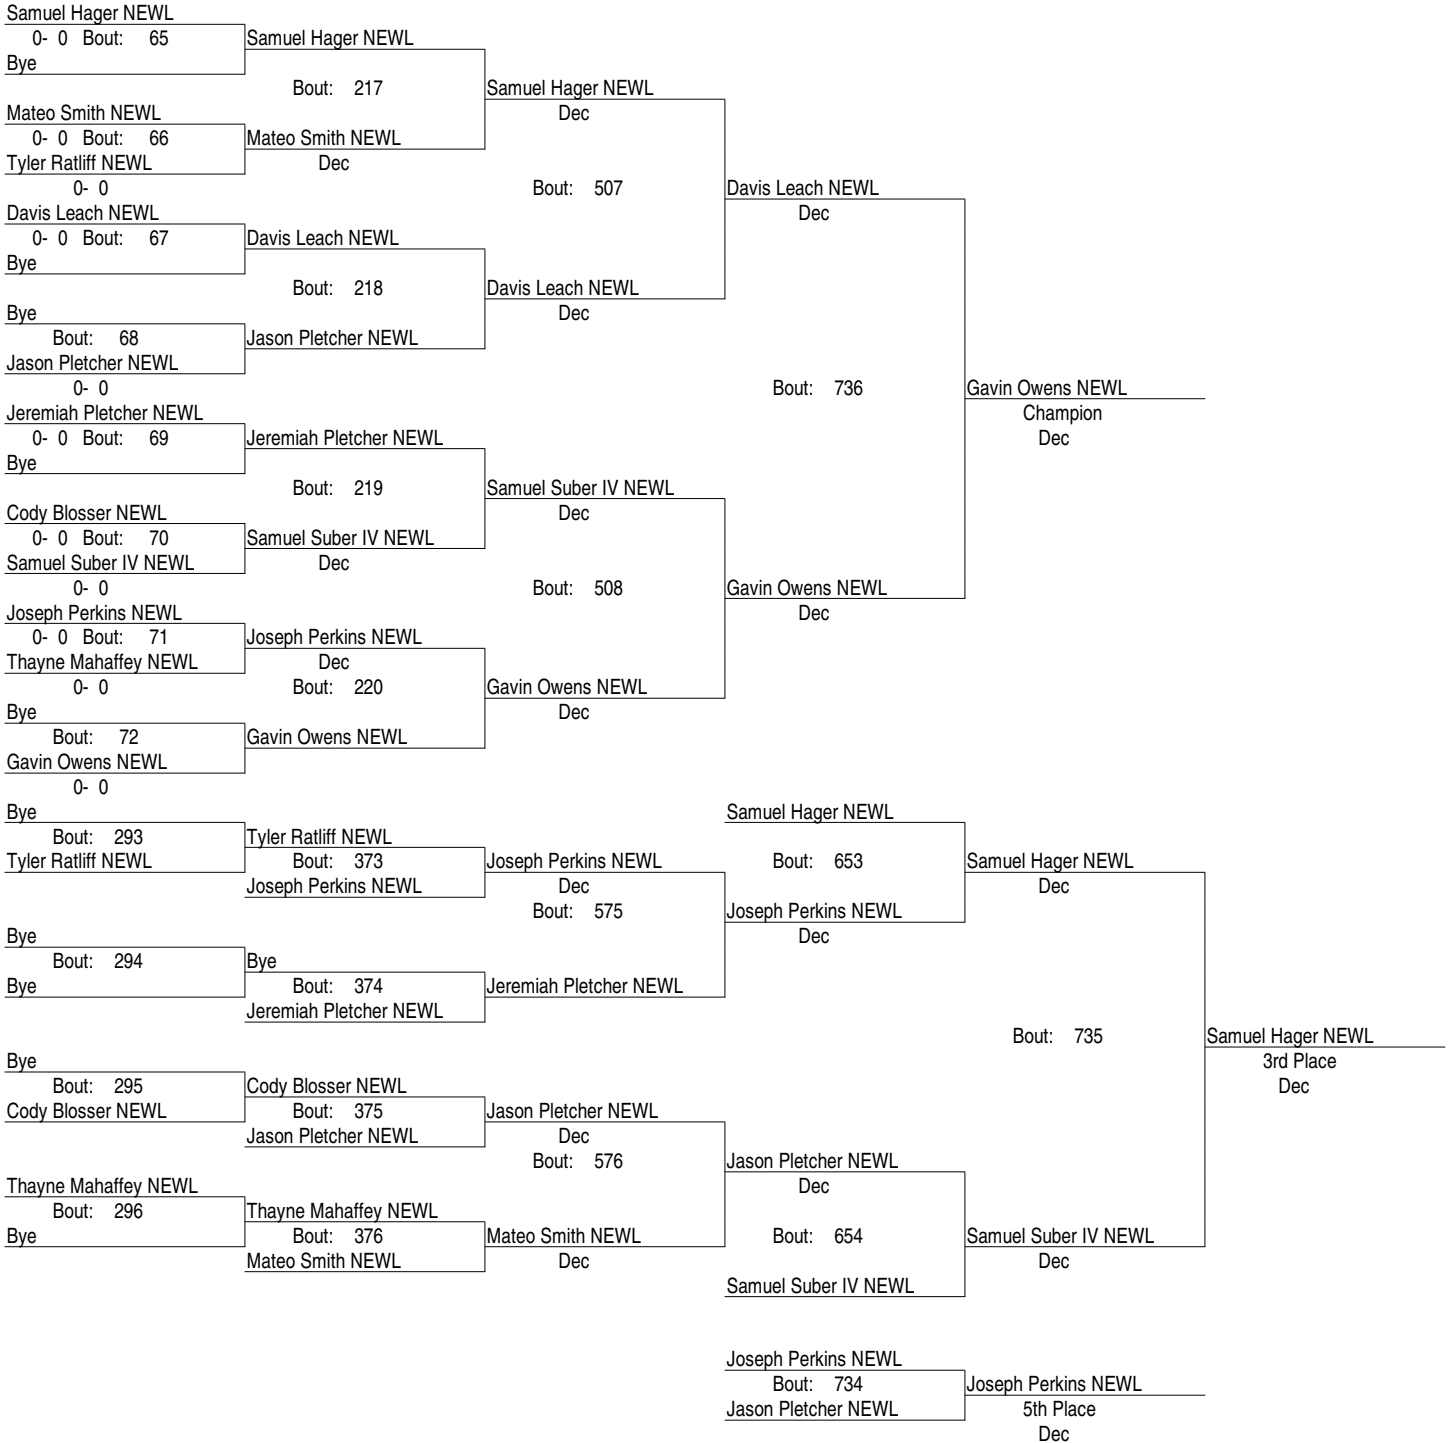 Samuel Hager NEWL
0- 0 Bout: 65
Bye
Samuel Hager NEWL
Bout: 217
Mateo Smith NEWL
0- 0 Bout: 66
Tyler Ratliff NEWL
0- 0
Mateo Smith NEWL
Dec
Samuel Hager NEWL
Dec
Bout: 507
Davis Leach NEWL
0- 0 Bout: 67
Bye
Davis Leach NEWL
Bout: 218
Bye
Bout: 68
Jason Pletcher NEWL
0- 0
Jason Pletcher NEWL
Davis Leach NEWL
Dec
Davis Leach NEWL
Dec
Bout: 736
Jeremiah Pletcher NEWL
0- 0 Bout: 69
Bye
Jeremiah Pletcher NEWL
Bout: 219
Cody Blosser NEWL
0- 0 Bout: 70
Samuel Suber IV NEWL
0- 0
Samuel Suber IV NEWL
Dec
Samuel Suber IV NEWL
Dec
Bout: 508
Joseph Perkins NEWL
0- 0 Bout: 71
Thayne Mahaffey NEWL
0- 0
Joseph Perkins NEWL
Dec
Bout: 220
Bye
Bout: 72
Gavin Owens NEWL
0- 0
Gavin Owens NEWL
Gavin Owens NEWL
Dec
Gavin Owens NEWL
Dec
Gavin Owens NEWL
Champion
Dec
Bye
Bout: 293
Tyler Ratliff NEWL
Tyler Ratliff NEWL
Bout: 373
Joseph Perkins NEWL
Joseph Perkins NEWL
Dec
Bout: 575
Bye
Bout: 294
Bye
Bye
Bout: 374
Jeremiah Pletcher NEWL
Jeremiah Pletcher NEWL
Samuel Hager NEWL
Bout: 653
Joseph Perkins NEWL
Dec
Samuel Hager NEWL
Dec
Bout: 735
Bye
Bout: 295
Cody Blosser NEWL
Cody Blosser NEWL
Bout: 375
Jason Pletcher NEWL
Jason Pletcher NEWL
Dec
Bout: 576
Thayne Mahaffey NEWL
Bout: 296
Bye
Thayne Mahaffey NEWL
Bout: 376
Mateo Smith NEWL
Mateo Smith NEWL
Dec
Jason Pletcher NEWL
Dec
Bout: 654
Samuel Suber IV NEWL
Samuel Suber IV NEWL
Dec
Samuel Hager NEWL
3rd Place
Dec
Joseph Perkins NEWL
Bout: 734
Jason Pletcher NEWL
Joseph Perkins NEWL
5th Place
Dec